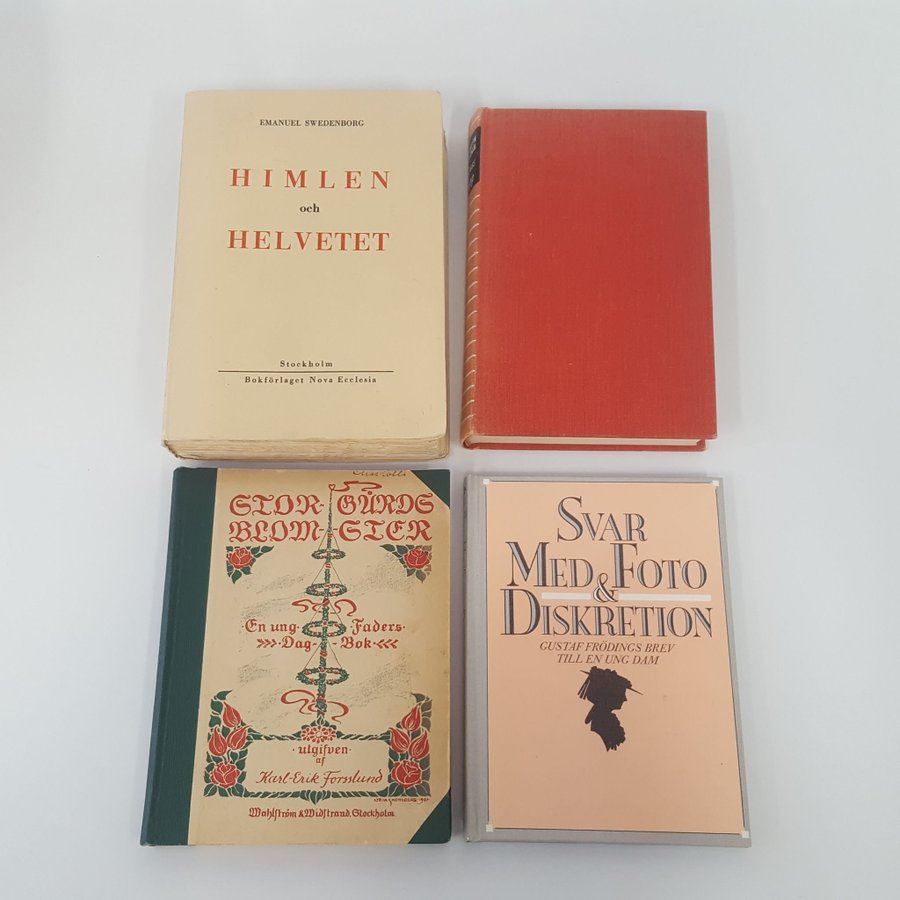 EMANUEL SWEDENBORG
HIMLEN
och
HELVETET
Stockholm
Bokförlaget Nova Ecclesia
STOR-GÅRDS
BLOM-STER
En ung Faders
Dag-Bok
utgifven
af
Karl-Erik Forsslund
Wahlström & Widstrand. Stockholm.
SVAR
MED FOTO
&
DISKRETION
GUSTAF FRÖDINGS BREV
TILL EN UNG DAM